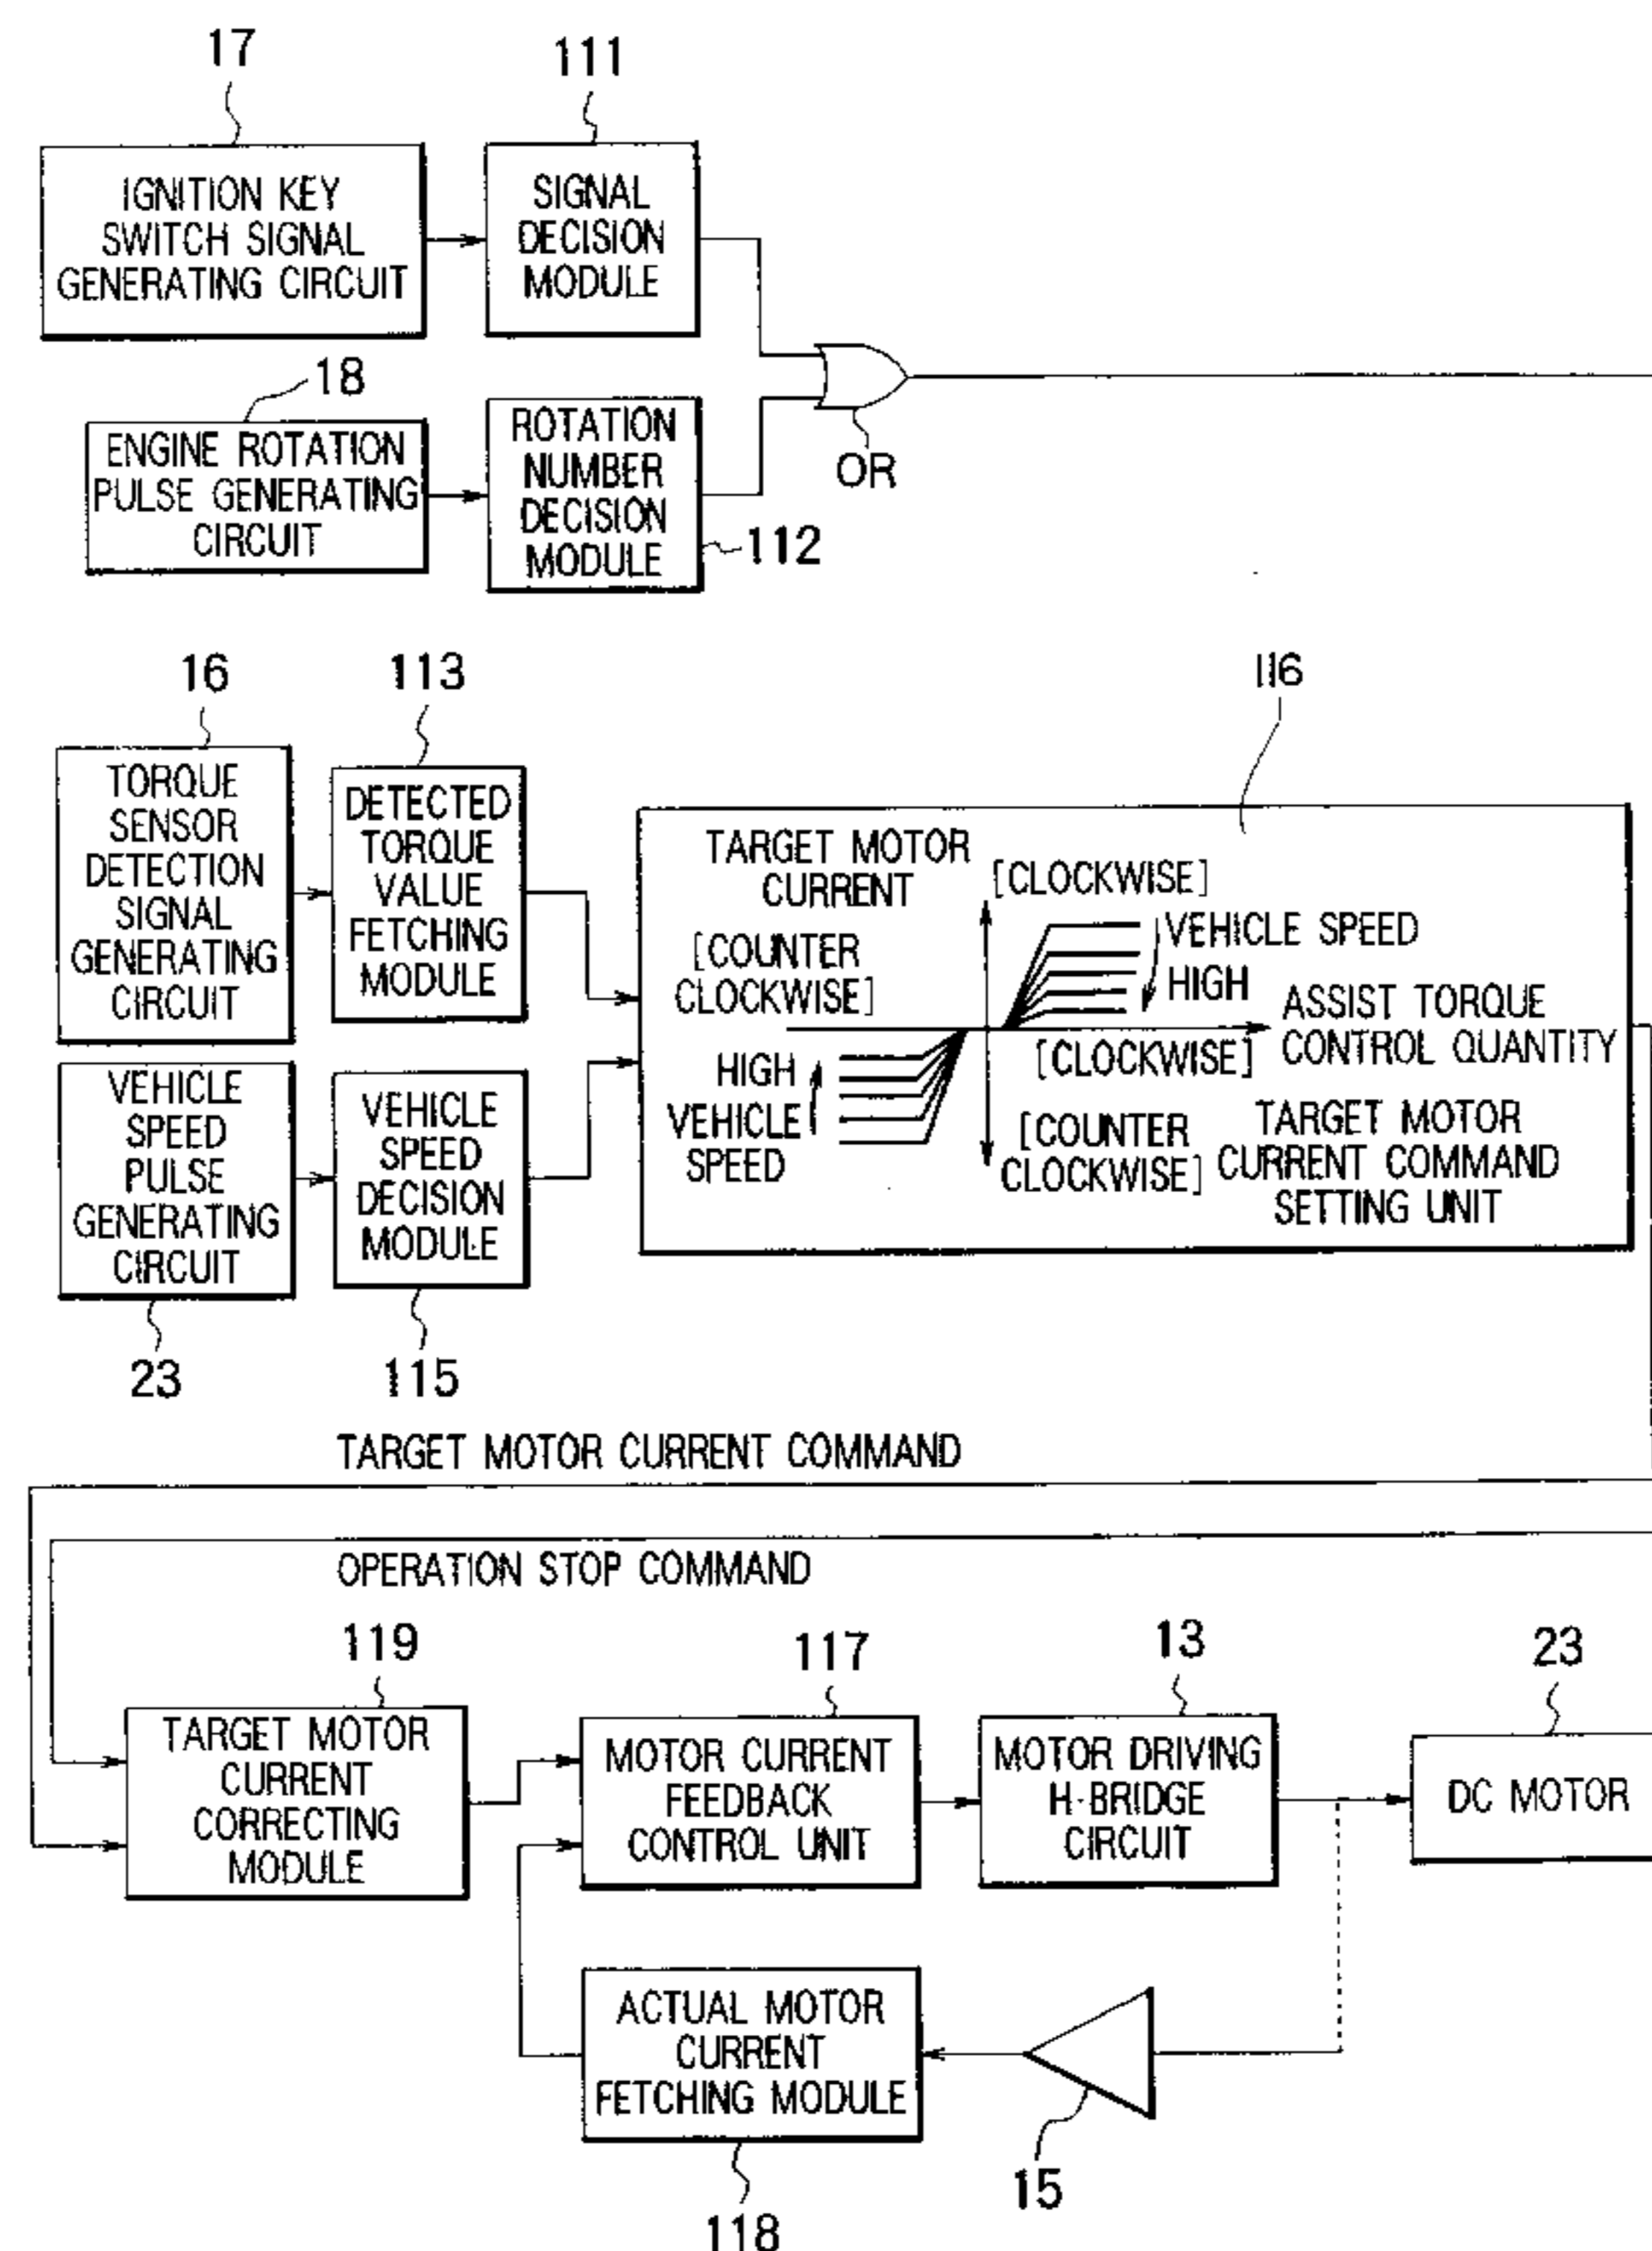 17
111
IGNITION KEY
SWITCH SIGNAL
GENERATING CIRCUIT
SIGNAL
DECISION
MODULE
18
ENGINE ROTATION
PULSE GENERATING
CIRCUIT
ROTATION
NUMBER
DECISION
MODULE
112
OR
16
113
116
TORQUE
SENSOR
DETECTION
SIGNAL
GENERATING
CIRCUIT
DETECTED
TORQUE
VALUE
FETCHING
MODULE
TARGET MOTOR
CURRENT
[CLOCKWISE]
[COUNTER
CLOCKWISE]
VEHICLE SPEED
HIGH
ASSIST TORQUE
CONTROL QUANTITY
[CLOCKWISE]
HIGH
VEHICLE
SPEED
[COUNTER
CLOCKWISE]
TARGET MOTOR
CURRENT COMMAND
SETTING UNIT
VEHICLE
SPEED
PULSE
GENERATING
CIRCUIT
VEHICLE
SPEED
DECISION
MODULE
23
115
TARGET MOTOR CURRENT COMMAND
OPERATION STOP COMMAND
119
117
13
23
TARGET MOTOR
CURRENT
CORRECTING
MODULE
MOTOR CURRENT
FEEDBACK
CONTROL UNIT
MOTOR DRIVING
H-BRIDGE
CIRCUIT
DC MOTOR
ACTUAL MOTOR
CURRENT
FETCHING MODULE
15
118